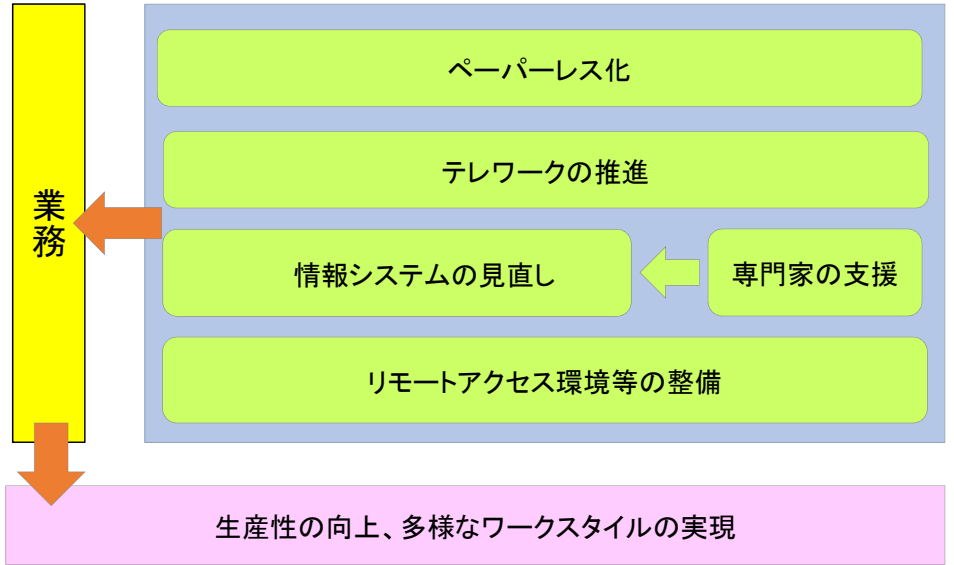 ペーパーレス化
テレワークの推進
業務
情報システムの見直し
専門家の支援
リモートアクセス環境等の整備
生産性の向上、多様なワークスタイルの実現